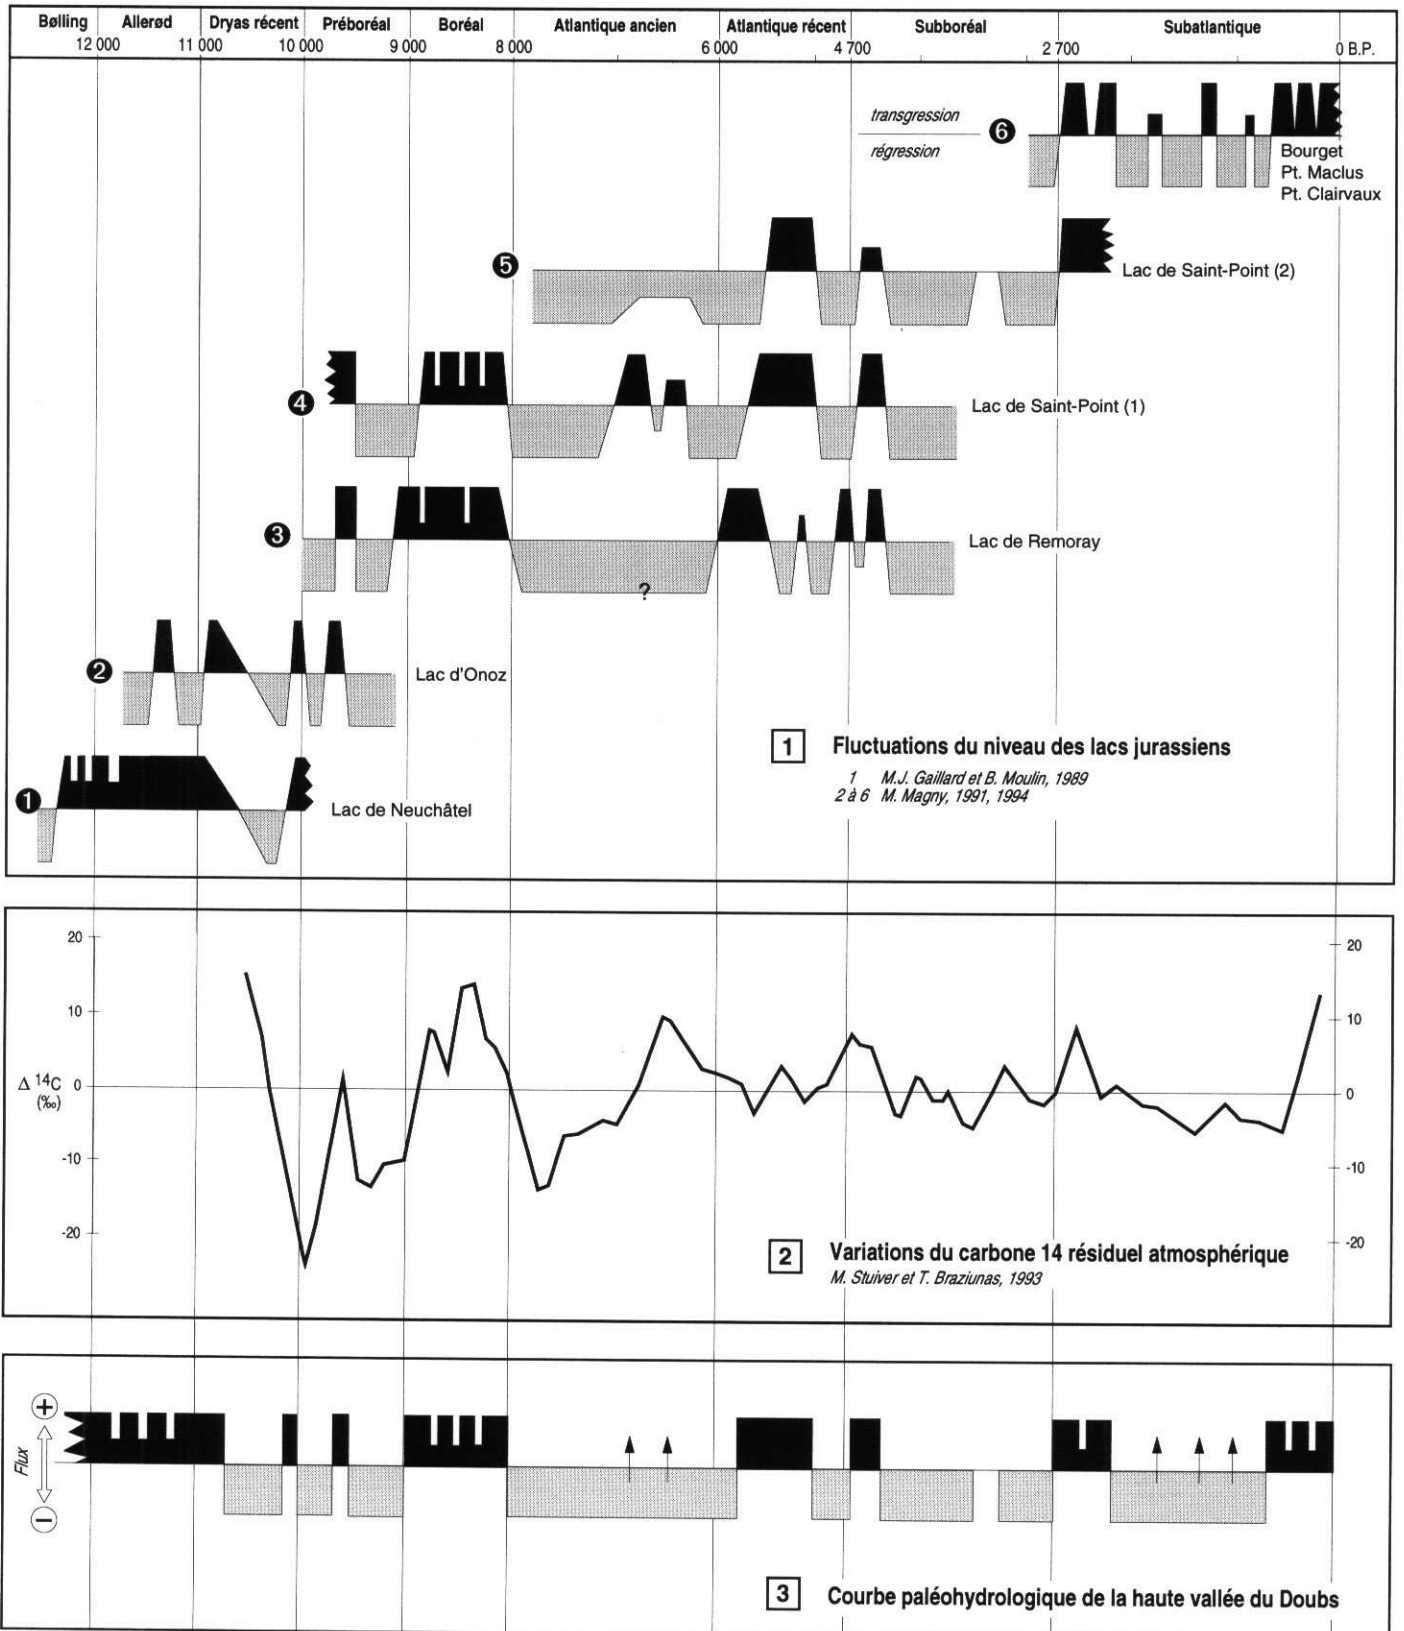 Bølling Allerød Dryas récent Préboréal Boréal Atlantique ancien Atlantique récent Subboréal Subatlantique
12 000 11 000 10 000 9 000 8 000 6 000 4 700 2 700 0 B.P.
transgression
régression
6
Bourget
Pt. Maclus
Pt. Clairvaux
5
Lac de Saint-Point (2)
4
Lac de Saint-Point (1)
3
Lac de Remoray
?
2
Lac d'Onoz
1 Fluctuations du niveau des lacs jurassiens
1 M.J. Gaillard et B. Moulin, 1989
2 à 6 M. Magny, 1991, 1994
1
Lac de Neuchâtel
20 20
10 10
Δ 14C 0 0
(‰)
-10 -10
-20 -20
2 Variations du carbone 14 résiduel atmosphérique
M. Stuiver et T. Braziunas, 1993
+
Flux
−
3 Courbe paléohydrologique de la haute vallée du Doubs